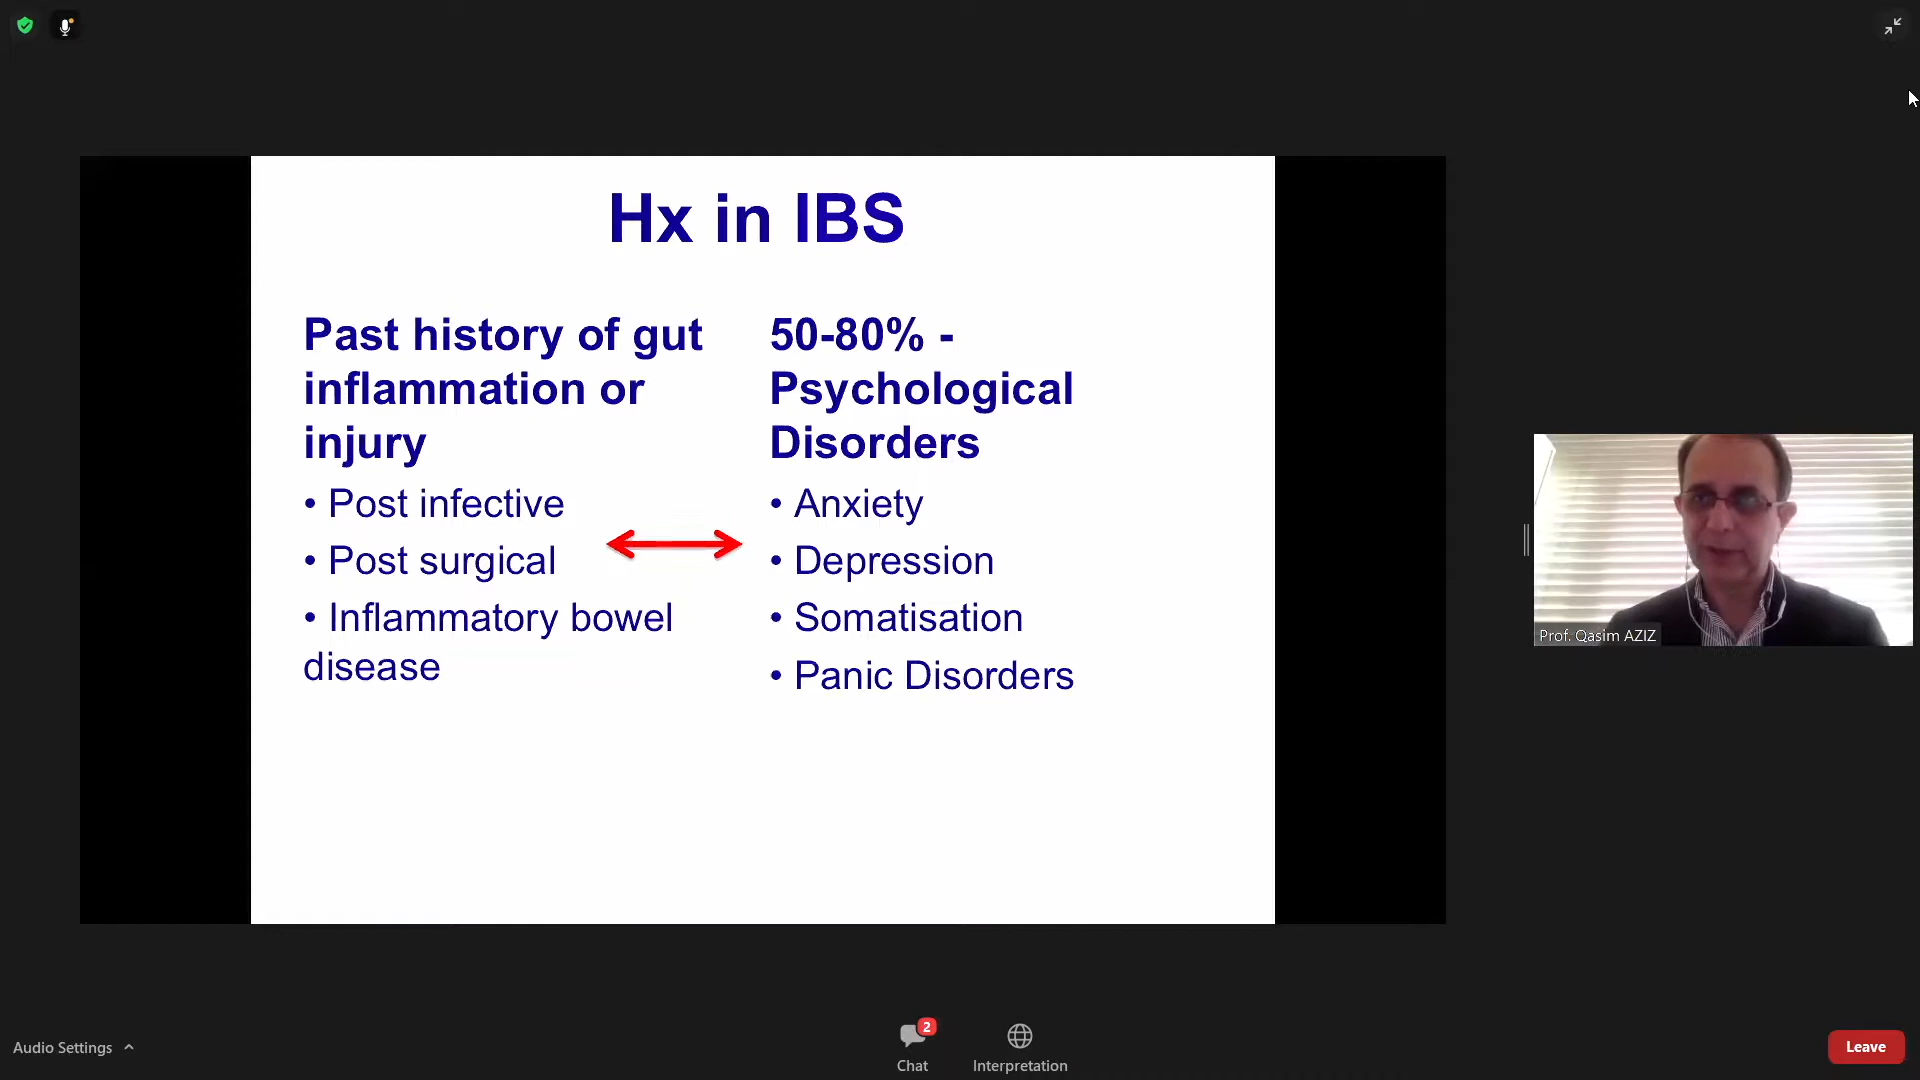 Hx in IBS
Past history of gut
inflammation or
injury
• Post infective
• Post surgical
• Inflammatory bowel
disease
50-80% -
Psychological
Disorders
• Anxiety
• Depression
• Somatisation
• Panic Disorders
Prof. Qasim AZIZ
Audio Settings
2
Chat
Interpretation
Leave